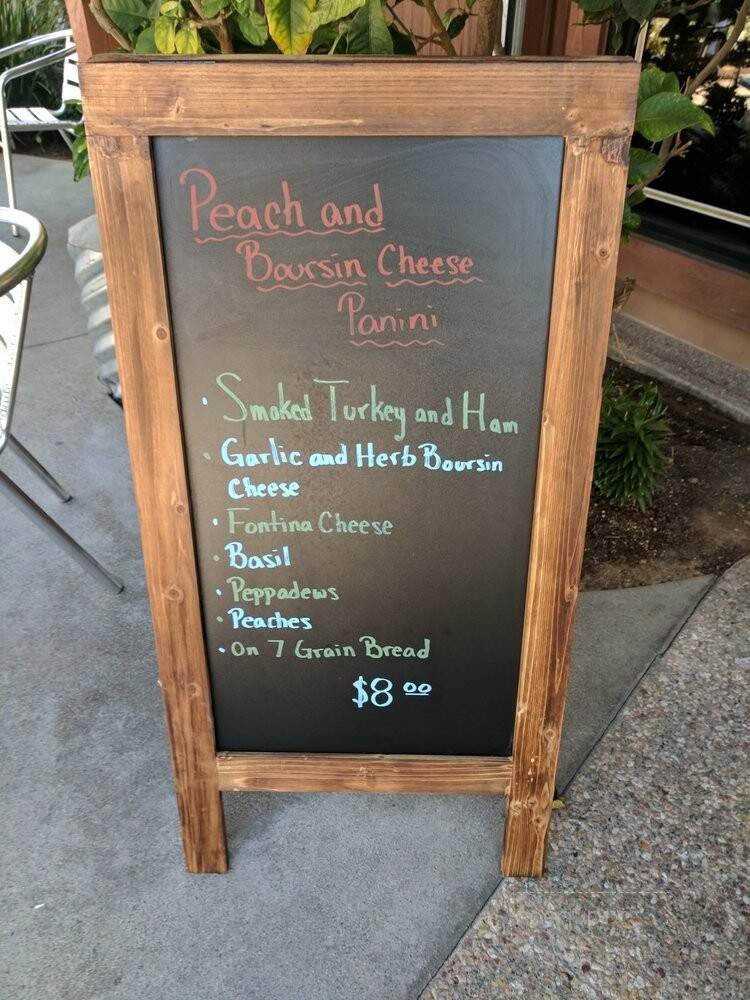 Peach and
Boursin Cheese
Panini
• Smoked Turkey and Ham
• Garlic and Herb Boursin
Cheese
• Fontina Cheese
• Basil
• Peppadews
• Peaches
• On 7 Grain Bread
$8 00